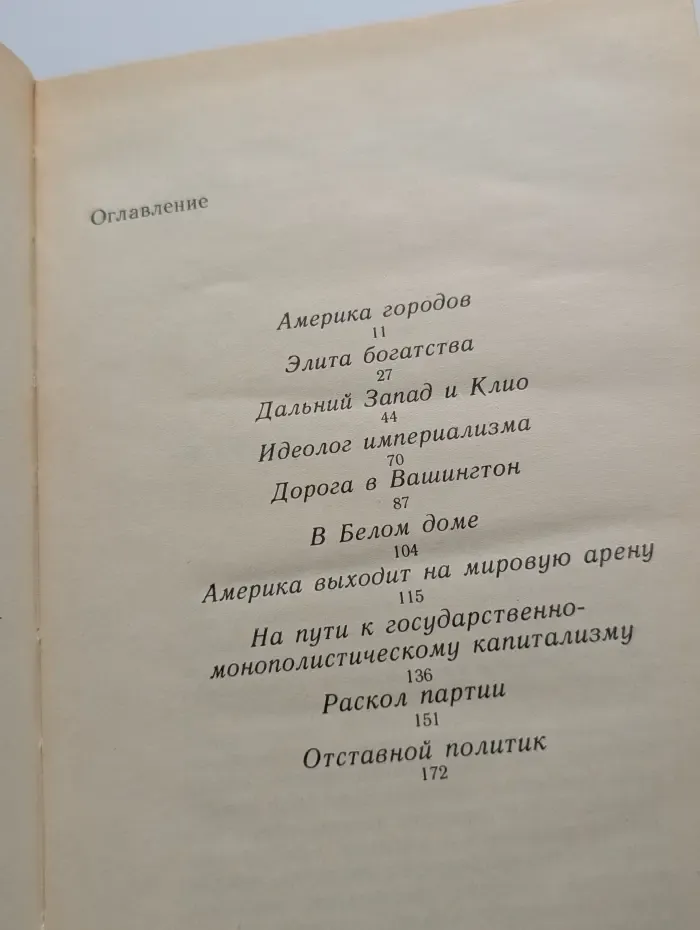 Оглавление
Америка городов
11
Элита богатства
27
Дальний Запад и Клио
44
Идеолог империализма
70
Дорога в Вашингтон
87
В Белом доме
104
Америка выходит на мировую арену
115
На пути к государственно-
монополистическому капитализму
136
Раскол партии
151
Отставной политик
172